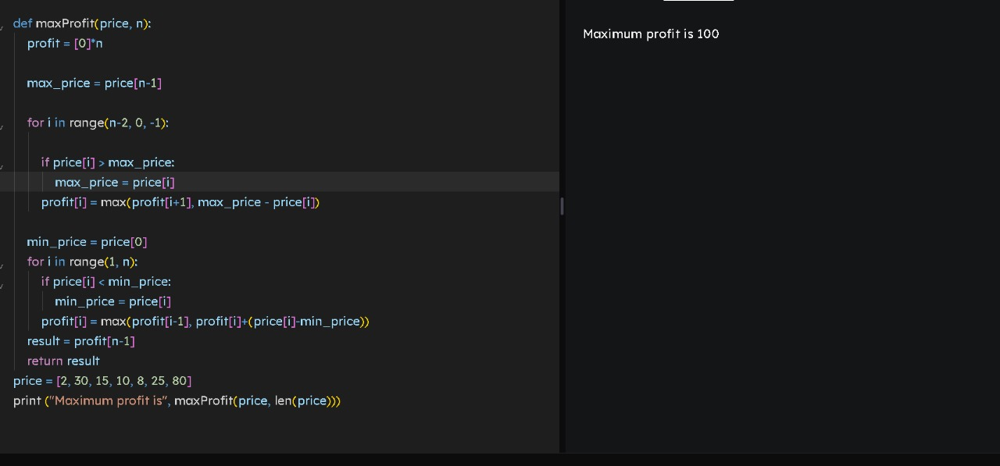 def maxProfit(price, n):
profit = [0]*n
max_price = price[n-1]
for i in range(n-2, 0, -1):
if price[i] > max_price:
max_price = price[i]
profit[i] = max(profit[i+1], max_price - price[i])
min_price = price[0]
for i in range(1, n):
if price[i] < min_price:
min_price = price[i]
profit[i] = max(profit[i-1], profit[i]+(price[i]-min_price))
result = profit[n-1]
return result
price = [2, 30, 15, 10, 8, 25, 80]
print ("Maximum profit is", maxProfit(price, len(price)))
Maximum profit is 100